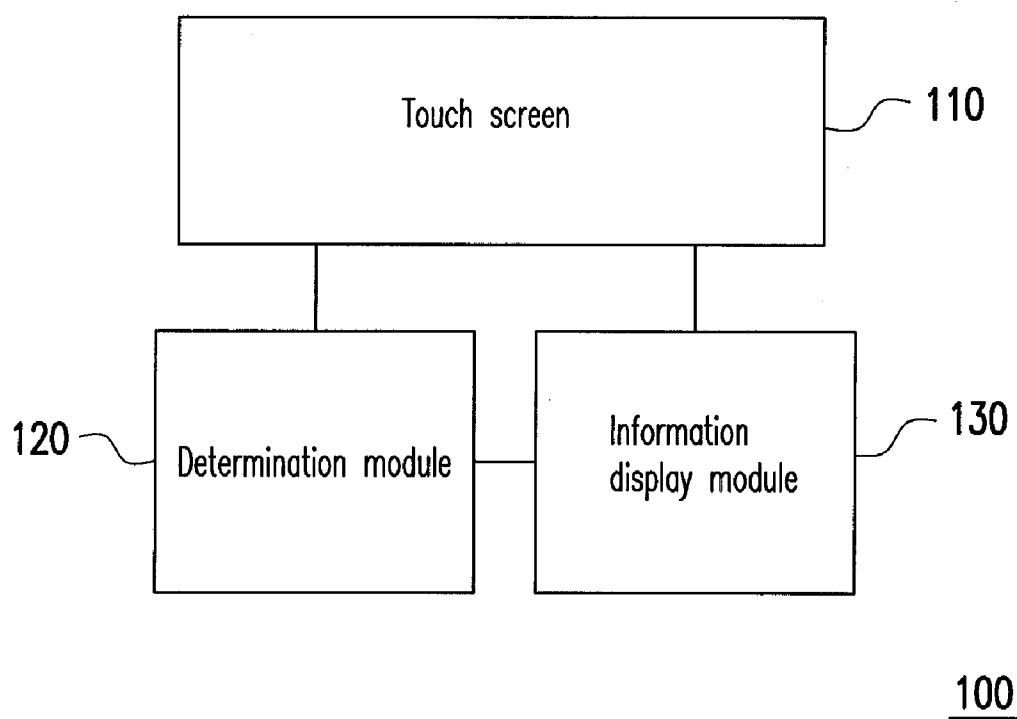 Touch screen
110
120
Determination module
Information
display module
130
100